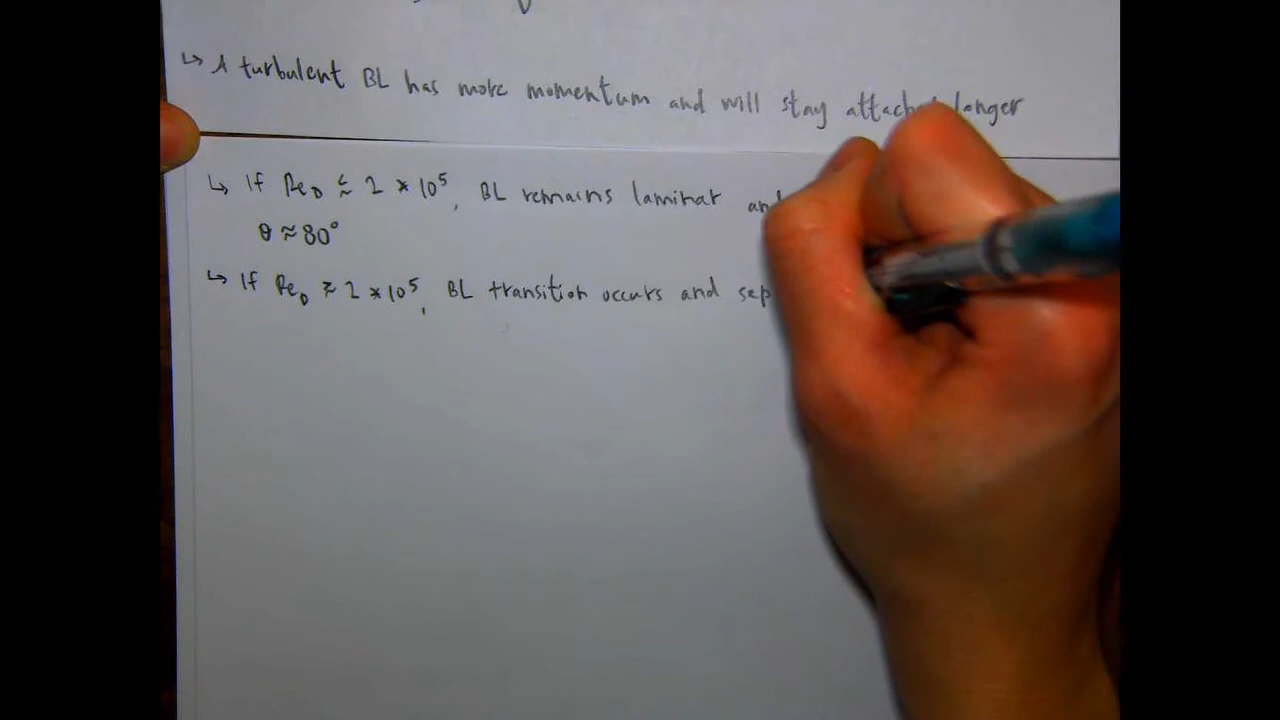 ↳ A turbulent BL has more momentum and will stay attached longer
↳ If Re_D ≲ 2 * 10^5, BL remains laminar and
θ ≈ 80°
↳ If Re_D ≳ 2 * 10^5, BL transition occurs and sep